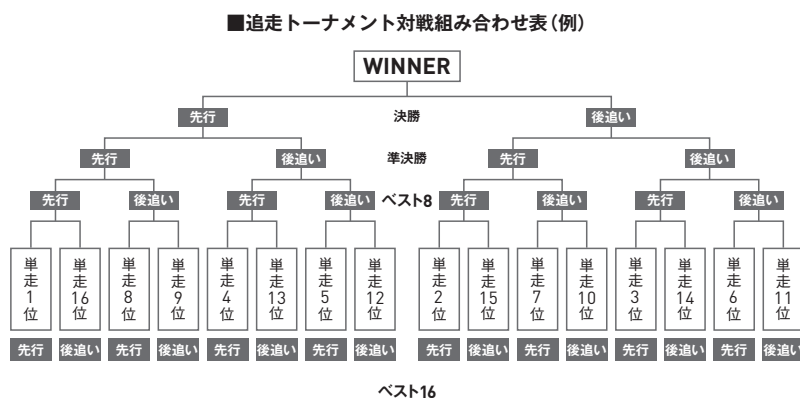 ■追走トーナメント対戦組み合わせ表（例）
WINNER
先行 決勝 後追い
先行 後追い 準決勝 先行 後追い
先行 後追い 先行 後追い ベスト8 先行 後追い 先行 後追い
単走1位 単走16位 単走8位 単走9位 単走4位 単走13位 単走5位 単走12位 単走2位 単走15位 単走7位 単走10位 単走3位 単走14位 単走6位 単走11位
先行 後追い 先行 後追い 先行 後追い 先行 後追い 先行 後追い 先行 後追い 先行 後追い 先行 後追い
ベスト16